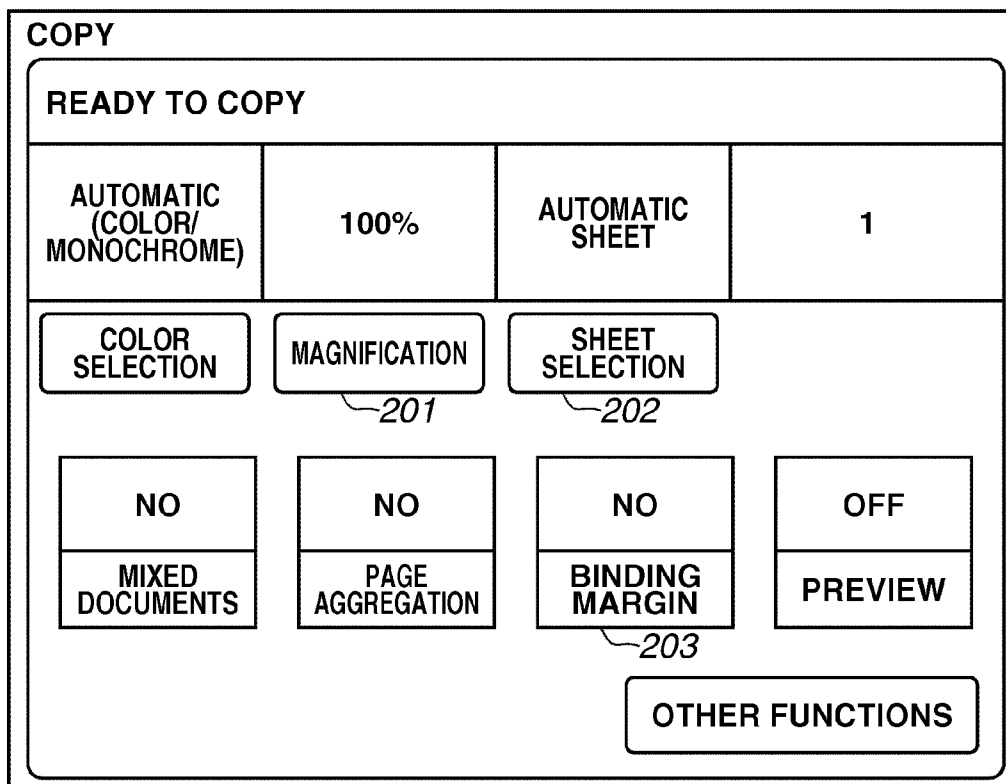 COPY
READY TO COPY
AUTOMATIC
(COLOR/
MONOCHROME)
100%
AUTOMATIC
SHEET
1
COLOR
SELECTION
MAGNIFICATION
SHEET
SELECTION
201
202
NO
MIXED
DOCUMENTS
NO
PAGE
AGGREGATION
NO
BINDING
MARGIN
OFF
PREVIEW
203
OTHER FUNCTIONS